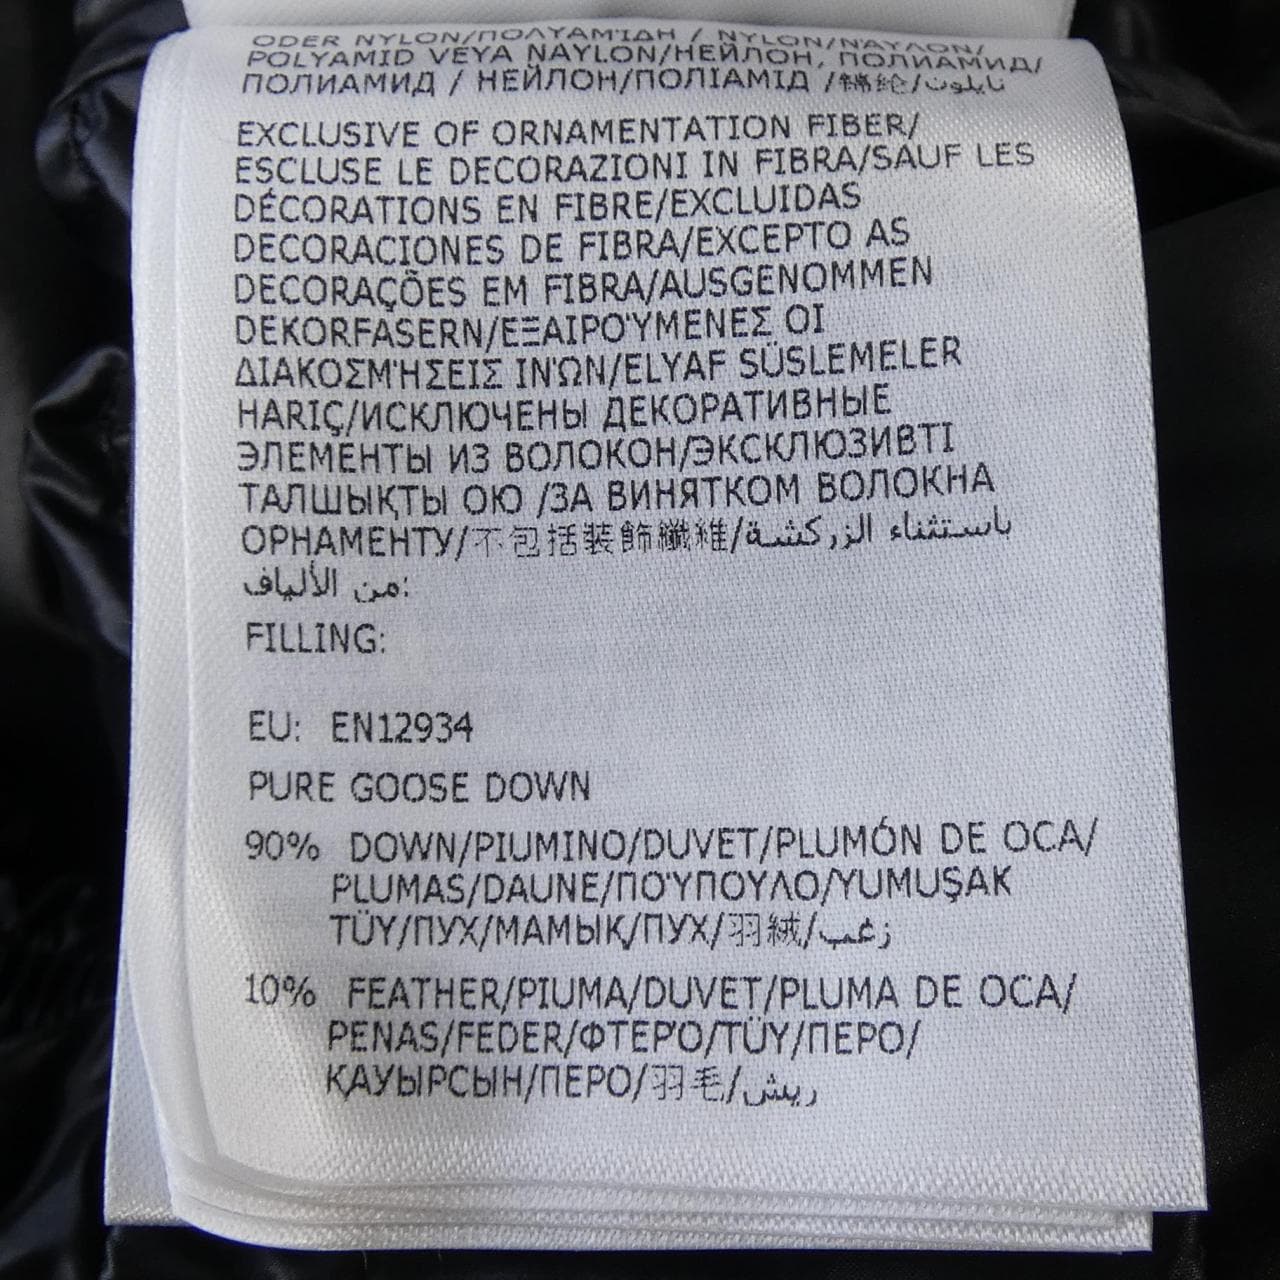 ODER NYLON/ΠΟΛΥΑΜΊΔΗ / NYLON/ΝΑΥΛΟΝ/
POLYAMID VEYA NAYLON/НЕЙЛОН, ПОЛИАМИД/
ПОЛИАМИД / НЕЙЛОН/ПОЛІАМІД /錦綸/نايلون
EXCLUSIVE OF ORNAMENTATION FIBER/
ESCLUSE LE DECORAZIONI IN FIBRA/SAUF LES
DÉCORATIONS EN FIBRE/EXCLUIDAS
DECORACIONES DE FIBRA/EXCEPTO AS
DECORAÇÕES EM FIBRA/AUSGENOMMEN
DEKORFASERN/ΕΞΑΙΡΟΎΜΕΝΕΣ ΟΙ
ΔΙΑΚΟΣΜΉΣΕΙΣ ΙΝΏΝ/ELYAF SÜSLEMELER
HARIÇ/ИСКЛЮЧЕНЫ ДЕКОРАТИВНЫЕ
ЭЛЕМЕНТЫ ИЗ ВОЛОКОН/ЭКСКЛЮЗИВТІ
ТАЛШЫҚТЫ ОЮ /ЗА ВИНЯТКОМ ВОЛОКНА
ОРНАМЕНТУ/不包括装飾纖維/باستثناء الزركشة
من الألياف:
FILLING:
EU: EN12934
PURE GOOSE DOWN
90% DOWN/PIUMINO/DUVET/PLUMÓN DE OCA/
PLUMAS/DAUNE/ΠΟΎΠΟΥΛΟ/YUMUŞAK
TÜY/ПУХ/МАМЫҚ/ПУХ/羽絨/زغب
10% FEATHER/PIUMA/DUVET/PLUMA DE OCA/
PENAS/FEDER/ΦΤΕΡΌ/TÜY/ПЕРО/
ҚАУЫРСЫН/ПЕРО/羽毛/ريش